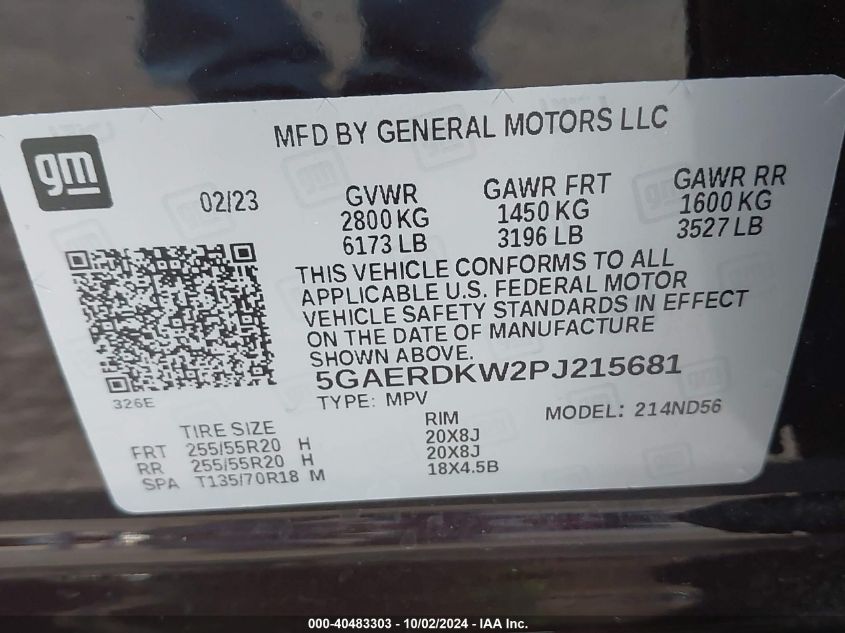 gm
MFD BY GENERAL MOTORS LLC
02/23
GVWR
2800 KG
6173 LB
GAWR FRT
1450 KG
3196 LB
GAWR RR
1600 KG
3527 LB
THIS VEHICLE CONFORMS TO ALL
APPLICABLE U.S. FEDERAL MOTOR
VEHICLE SAFETY STANDARDS IN EFFECT
ON THE DATE OF MANUFACTURE
SHOWN ABOVE.
5GAERDKW2PJ215681
326E
TYPE: MPV
MODEL: 214ND56
TIRE SIZE RIM
FRT 255/55R20 H 20X8J
RR 255/55R20 H 20X8J
SPA T135/70R18 M 18X4.5B
000-40483303 - 10/02/2024 - IAA Inc.